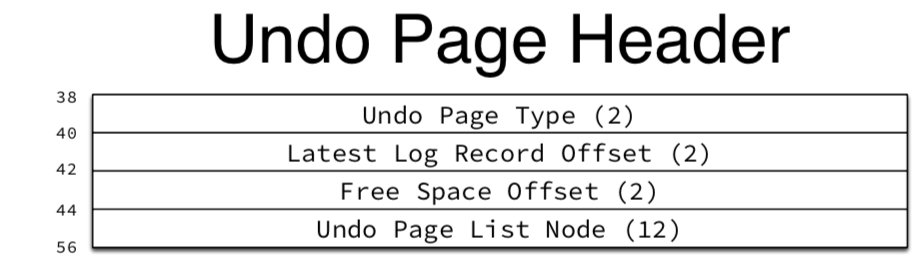 Undo Page Header
38
Undo Page Type (2)
40
Latest Log Record Offset (2)
42
Free Space Offset (2)
44
Undo Page List Node (12)
56